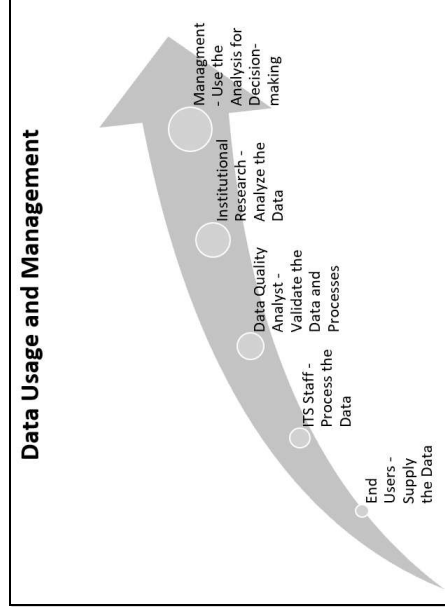 Data Usage and Management
End
Users -
Supply
the Data
ITS Staff -
Process the
Data
Data Quality
Analyst -
Validate the
Data and
Processes
Institutional
Research -
Analyze the
Data
Managment
- Use the
Analysis for
Decision-
making